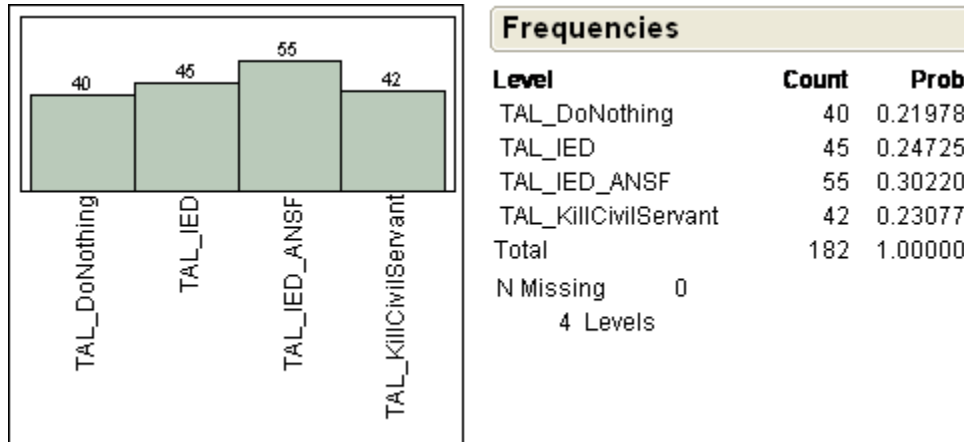 40
45
55
42
TAL_DoNothing
TAL_IED
TAL_IED_ANSF
TAL_KillCivilServant
Frequencies
Level Count Prob
TAL_DoNothing 40 0.21978
TAL_IED 45 0.24725
TAL_IED_ANSF 55 0.30220
TAL_KillCivilServant 42 0.23077
Total 182 1.00000
N Missing 0
4 Levels